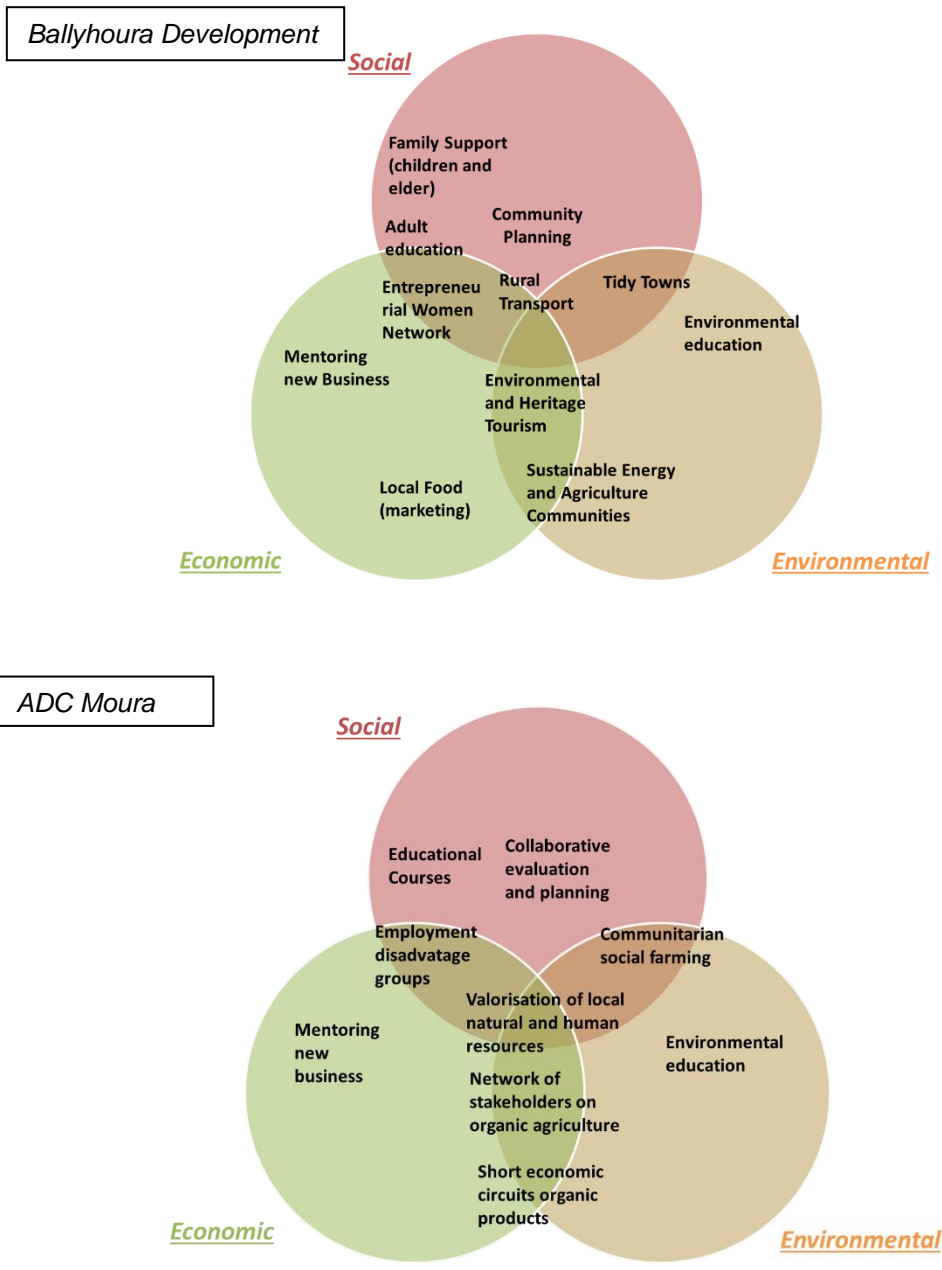 Ballyhoura Development
Social
Family Support
(children and
elder)
Community
Planning
Adult
education
Rural
Transport
Tidy Towns
Entrepreneu
rial Women
Network
Environmental
education
Mentoring
new Business
Environmental
and Heritage
Tourism
Sustainable Energy
and Agriculture
Communities
Local Food
(marketing)
Economic
Environmental
ADC Moura
Social
Educational
Courses
Collaborative
evaluation
and planning
Employment
disadvatage
groups
Communitarian
social farming
Valorisation of local
natural and human
resources
Mentoring
new
business
Environmental
education
Network of
stakeholders on
organic agriculture
Short economic
circuits organic
products
Economic
Environmental